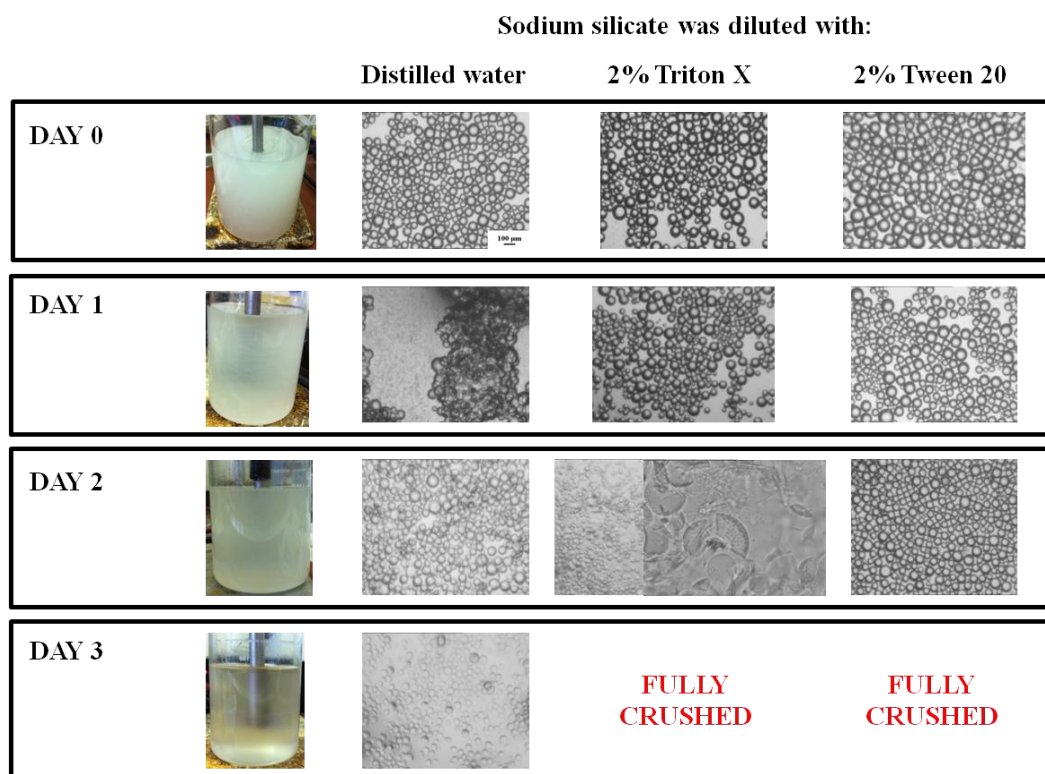 Sodium silicate was diluted with:
Distilled water
2% Triton X
2% Tween 20
DAY 0
100 µm
DAY 1
DAY 2
DAY 3
FULLY
CRUSHED
FULLY
CRUSHED